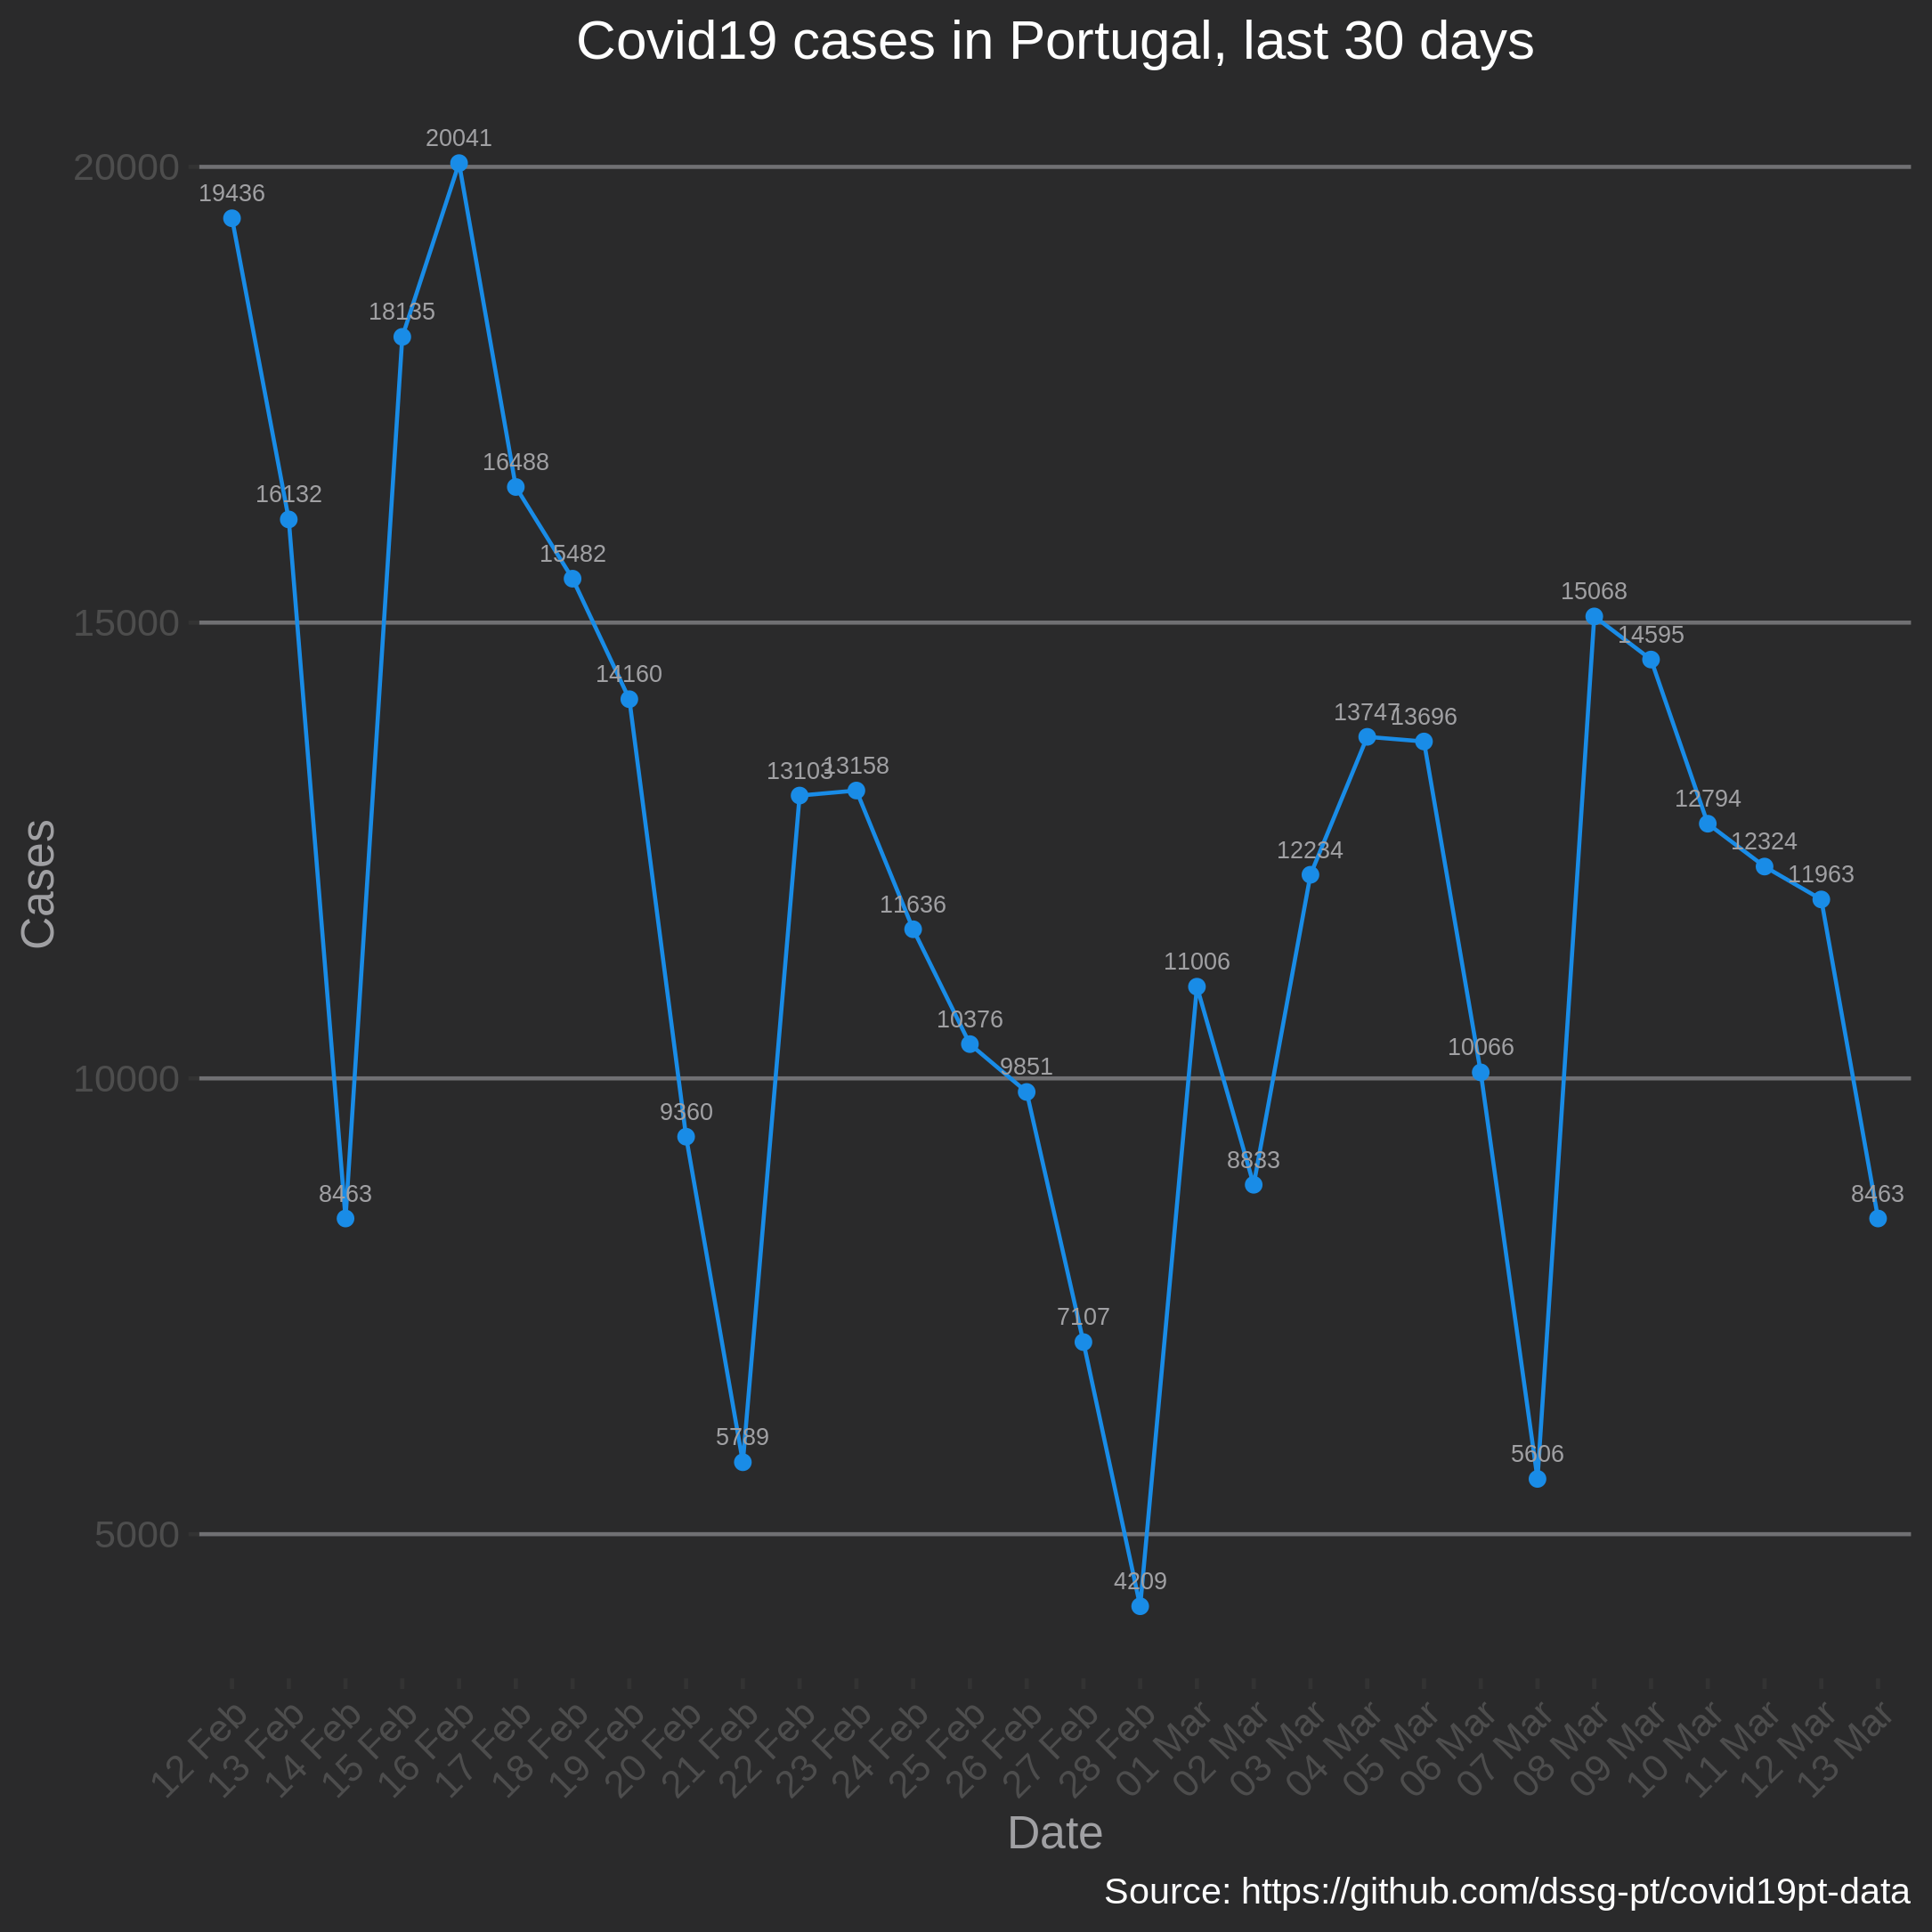 Covid19 cases in Portugal, last 30 days
Cases
20000
15000
10000
5000
19436
16132
8463
18135
20041
16488
15482
14160
9360
5789
13103
13158
11636
10376
9851
7107
4209
11006
8833
12234
13747
13696
10066
5606
15068
14595
12794
12324
11963
8463
12 Feb
13 Feb
14 Feb
15 Feb
16 Feb
17 Feb
18 Feb
19 Feb
20 Feb
21 Feb
22 Feb
23 Feb
24 Feb
25 Feb
26 Feb
27 Feb
28 Feb
01 Mar
02 Mar
03 Mar
04 Mar
05 Mar
06 Mar
07 Mar
08 Mar
09 Mar
10 Mar
11 Mar
12 Mar
13 Mar
Date
Source: https://github.com/dssg-pt/covid19pt-data